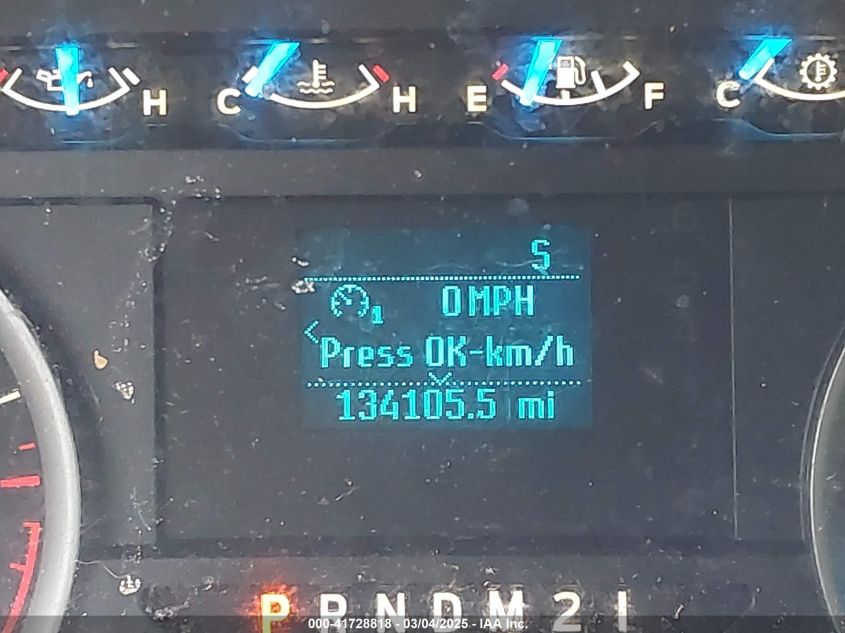 H C H E F C
S
0 MPH
Press OK-km/h
134105.5 mi
P R N D M 2 1
000-41728818 - 03/04/2025 - IAA Inc.